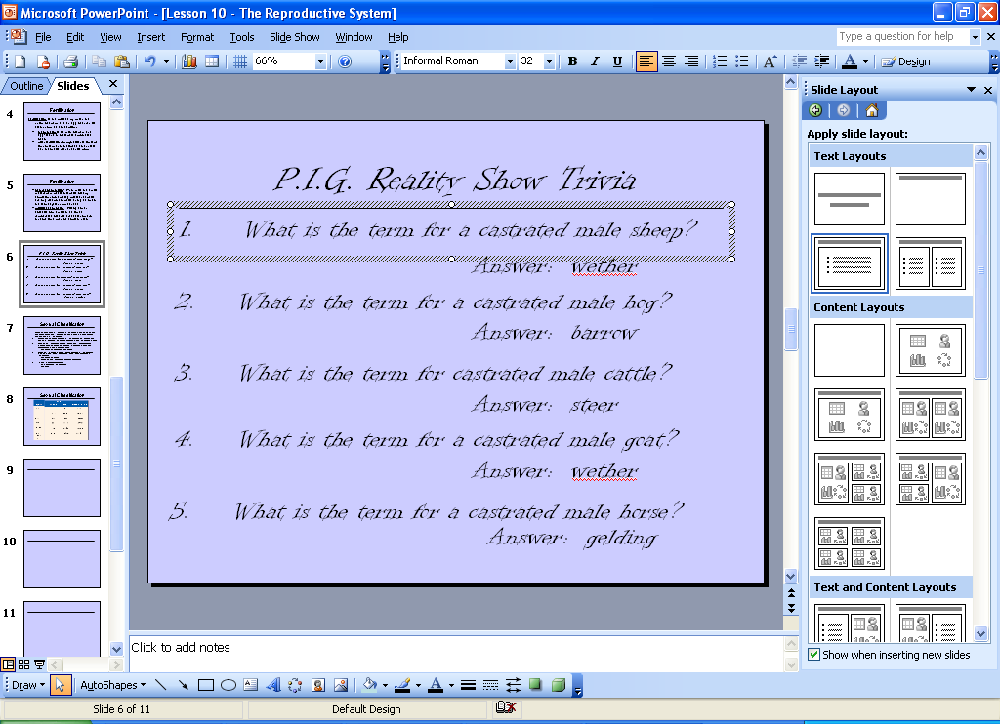 Microsoft PowerPoint - [Lesson 10 - The Reproductive System]
File Edit View Insert Format Tools Slide Show Window Help
Type a question for help
66%
Informal Roman
32
B I U
Design
Outline Slides
4
Fertilization
5
Fertilization
6
P.I.G. Reality Show Trivia
7
8
9
10
11
P.I.G. Reality Show Trivia
1. What is the term for a castrated male sheep?
Answer: wether
2. What is the term for a castrated male hog?
Answer: barrow
3. What is the term for castrated male cattle?
Answer: steer
4. What is the term for a castrated male goat?
Answer: wether
5. What is the term for a castrated male horse?
Answer: gelding
Click to add notes
Slide Layout
Apply slide layout:
Text Layouts
Content Layouts
Text and Content Layouts
Show when inserting new slides
Draw AutoShapes
Slide 6 of 11
Default Design